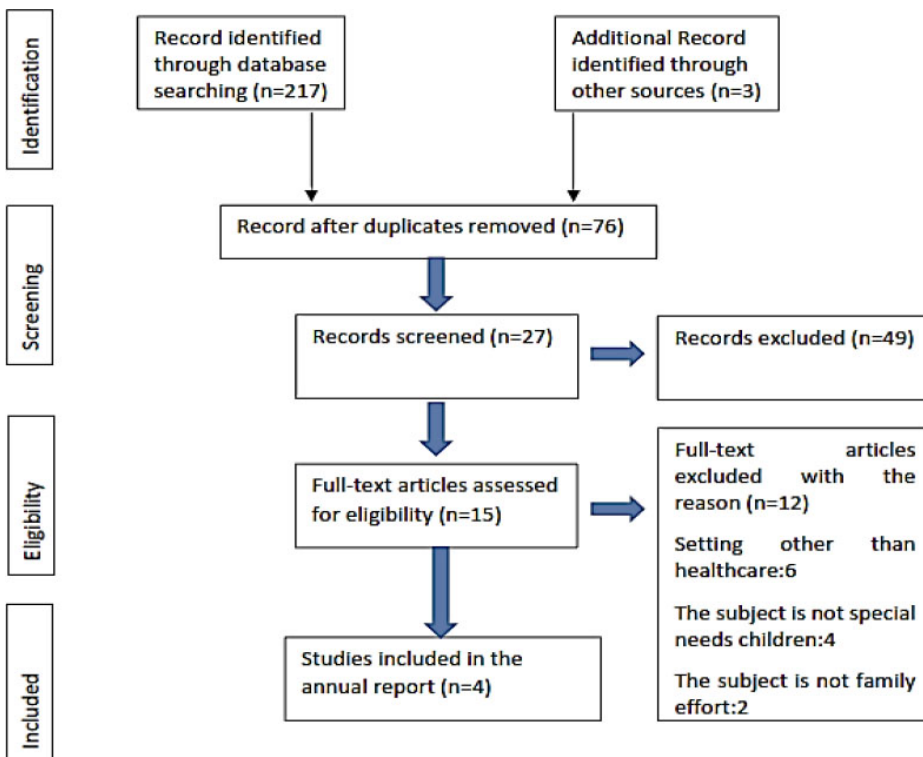 Identification
Record identified
through database
searching (n=217)
Additional Record
identified through
other sources (n=3)
Screening
Record after duplicates removed (n=76)
Records screened (n=27)
Records excluded (n=49)
Eligibility
Full-text articles assessed
for eligibility (n=15)
Full-text articles
excluded with the
reason (n=12)
Setting other than
healthcare:6
The subject is not special
needs children:4
The subject is not family
effort:2
Included
Studies included in the
annual report (n=4)